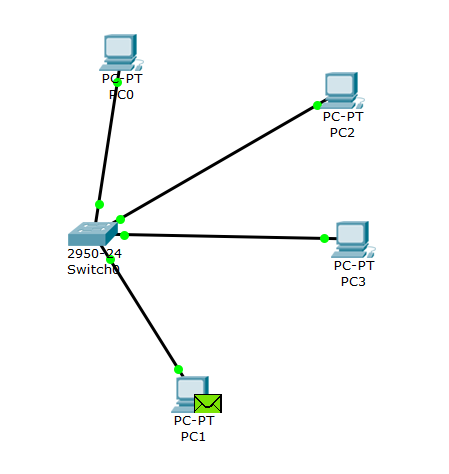 PC-PT
PC0
PC-PT
PC2
2950-24
Switch0
PC-PT
PC3
PC-PT
PC1